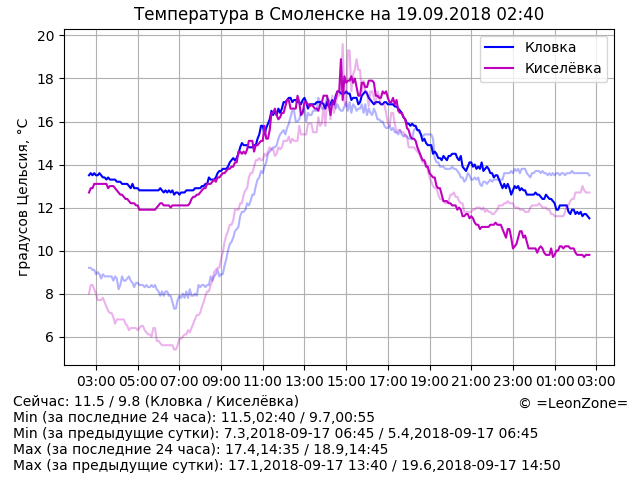 Температура в Смоленске на 19.09.2018 02:40
градусов Цельсия, °C
20
18
16
14
12
10
8
6
Кловка
Киселёвка
03:00 05:00 07:00 09:00 11:00 13:00 15:00 17:00 19:00 21:00 23:00 01:00 03:00
Сейчас: 11.5 / 9.8 (Кловка / Киселёвка)
© =LeonZone=
Min (за последние 24 часа): 11.5,02:40 / 9.7,00:55
Min (за предыдущие сутки): 7.3,2018-09-17 06:45 / 5.4,2018-09-17 06:45
Max (за последние 24 часа): 17.4,14:35 / 18.9,14:45
Max (за предыдущие сутки): 17.1,2018-09-17 13:40 / 19.6,2018-09-17 14:50